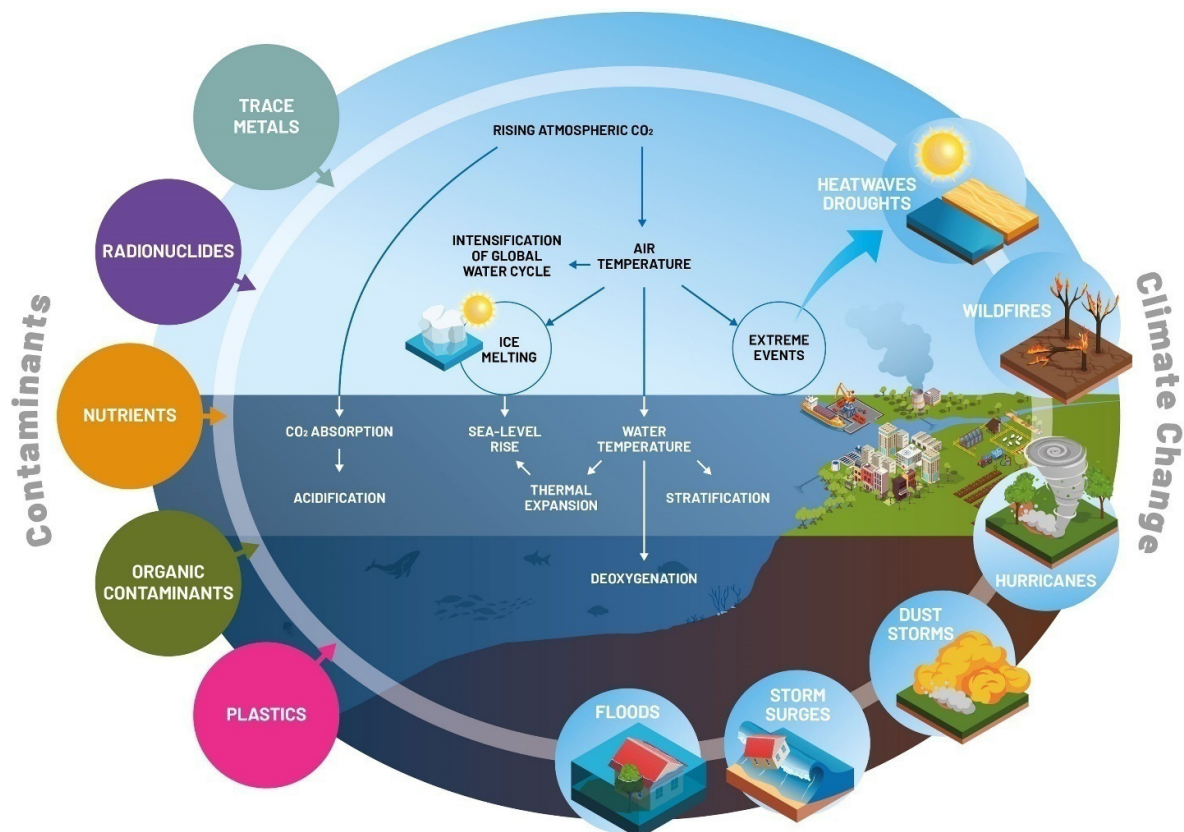 Contaminants
TRACE
METALS
RADIONUCLIDES
NUTRIENTS
ORGANIC
CONTAMINANTS
PLASTICS
RISING ATMOSPHERIC CO₂
INTENSIFICATION
OF GLOBAL
WATER CYCLE
AIR
TEMPERATURE
ICE
MELTING
EXTREME
EVENTS
CO₂ ABSORPTION
SEA-LEVEL
RISE
WATER
TEMPERATURE
ACIDIFICATION
THERMAL
EXPANSION
STRATIFICATION
DEOXYGENATION
HEATWAVES
DROUGHTS
WILDFIRES
HURRICANES
DUST
STORMS
STORM
SURGES
FLOODS
Climate Change